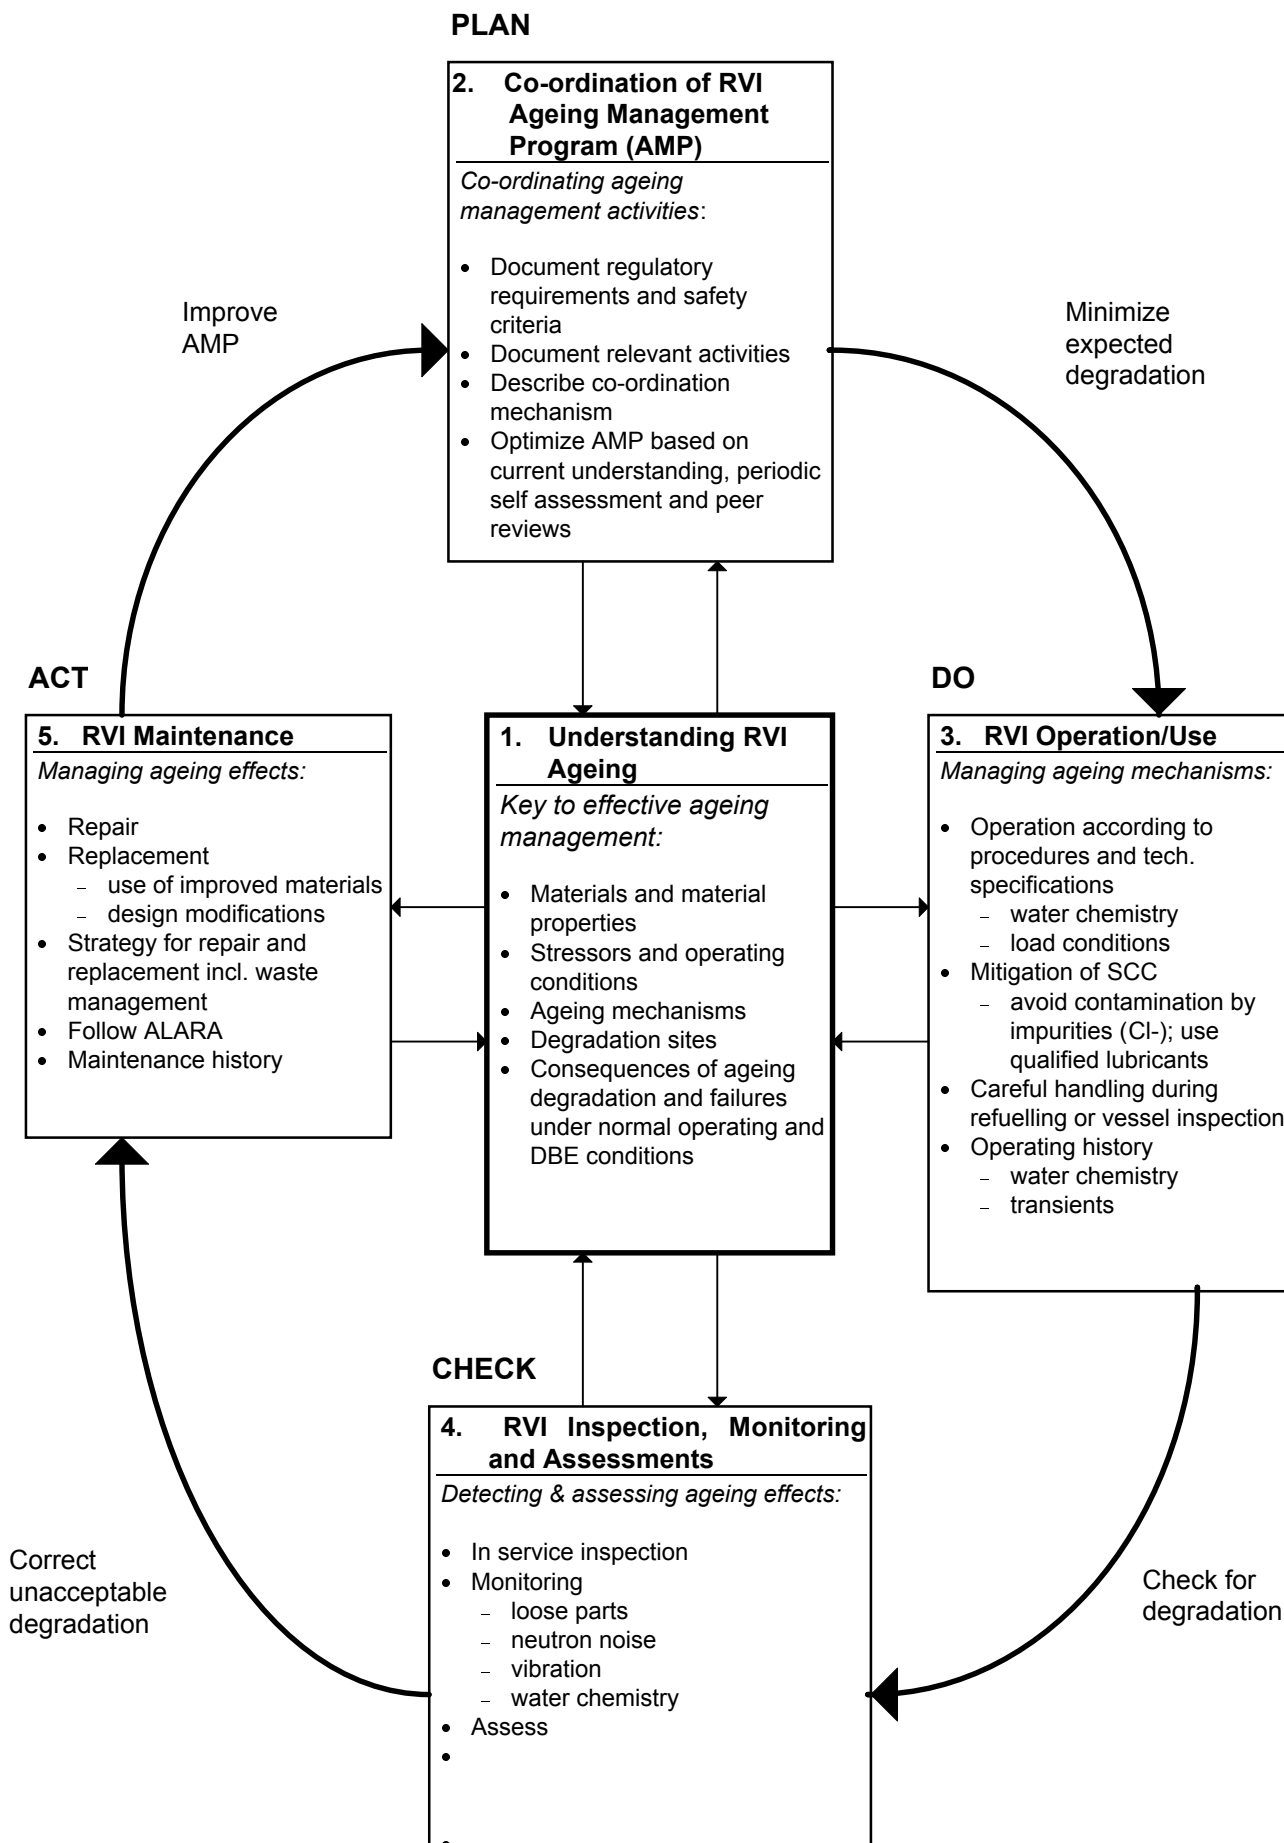 PLAN
2. Co-ordination of RVI
Ageing Management
Program (AMP)
Co-ordinating ageing
management activities:
• Document regulatory
requirements and safety
criteria
• Document relevant activities
• Describe co-ordination
mechanism
• Optimize AMP based on
current understanding, periodic
self assessment and peer
reviews
Improve
AMP
Minimize
expected
degradation
ACT
5. RVI Maintenance
Managing ageing effects:
• Repair
• Replacement
– use of improved materials
– design modifications
• Strategy for repair and
replacement incl. waste
management
• Follow ALARA
• Maintenance history
1. Understanding RVI
Ageing
Key to effective ageing
management:
• Materials and material
properties
• Stressors and operating
conditions
• Ageing mechanisms
• Degradation sites
• Consequences of ageing
degradation and failures
under normal operating and
DBE conditions
DO
3. RVI Operation/Use
Managing ageing mechanisms:
• Operation according to
procedures and tech.
specifications
– water chemistry
– load conditions
• Mitigation of SCC
– avoid contamination by
impurities (Cl-); use
qualified lubricants
• Careful handling during
refuelling or vessel inspection
• Operating history
– water chemistry
– transients
CHECK
4. RVI Inspection, Monitoring
and Assessments
Detecting & assessing ageing effects:
• In service inspection
• Monitoring
– loose parts
– neutron noise
– vibration
– water chemistry
• Assess
•
Correct
unacceptable
degradation
Check for
degradation